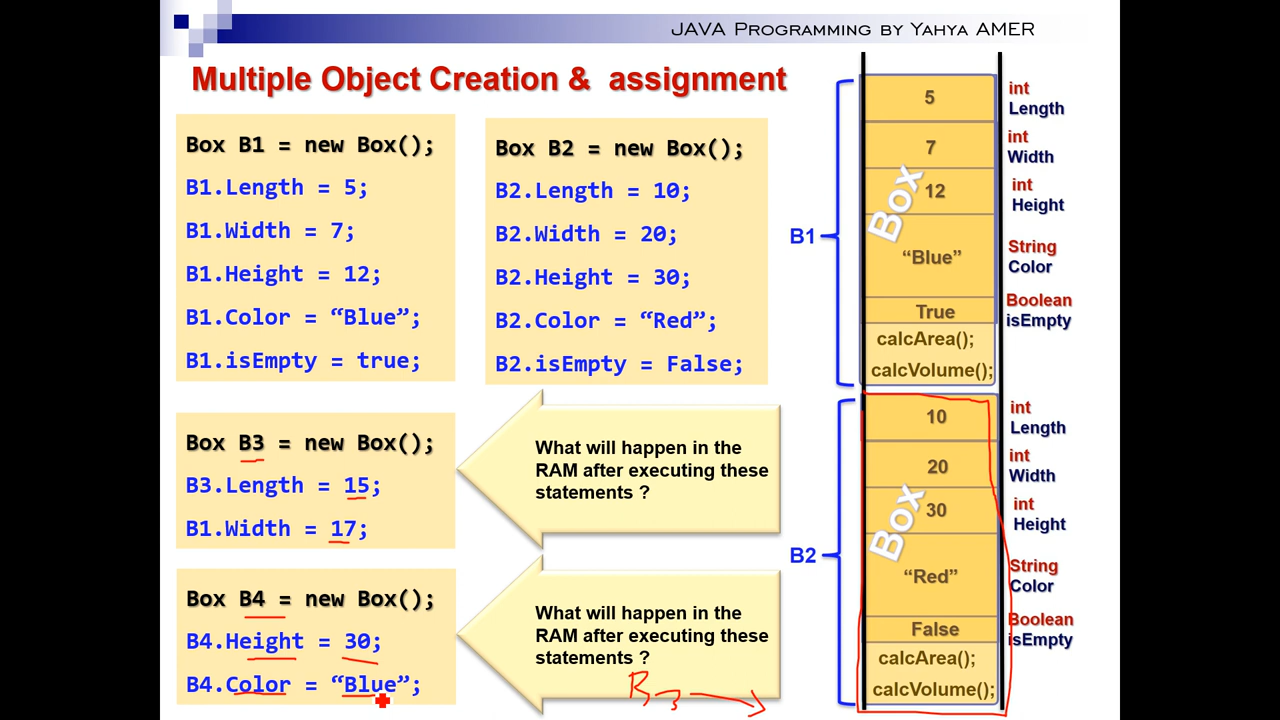 JAVA Programming by Yahya AMER
Multiple Object Creation & assignment
Box B1 = new Box();
B1.Length = 5;
B1.Width = 7;
B1.Height = 12;
B1.Color = “Blue”;
B1.isEmpty = true;
Box B2 = new Box();
B2.Length = 10;
B2.Width = 20;
B2.Height = 30;
B2.Color = “Red”;
B2.isEmpty = False;
Box B3 = new Box();
B3.Length = 15;
B1.Width = 17;
What will happen in the
RAM after executing these
statements ?
Box B4 = new Box();
B4.Height = 30;
B4.Color = “Blue”;
What will happen in the
RAM after executing these
statements ?
B3
B1
Box
5
7
12
“Blue”
True
calcArea();
calcVolume();
int
Length
int
Width
int
Height
String
Color
Boolean
isEmpty
B2
Box
10
20
30
“Red”
False
calcArea();
calcVolume();
int
Length
int
Width
int
Height
String
Color
Boolean
isEmpty